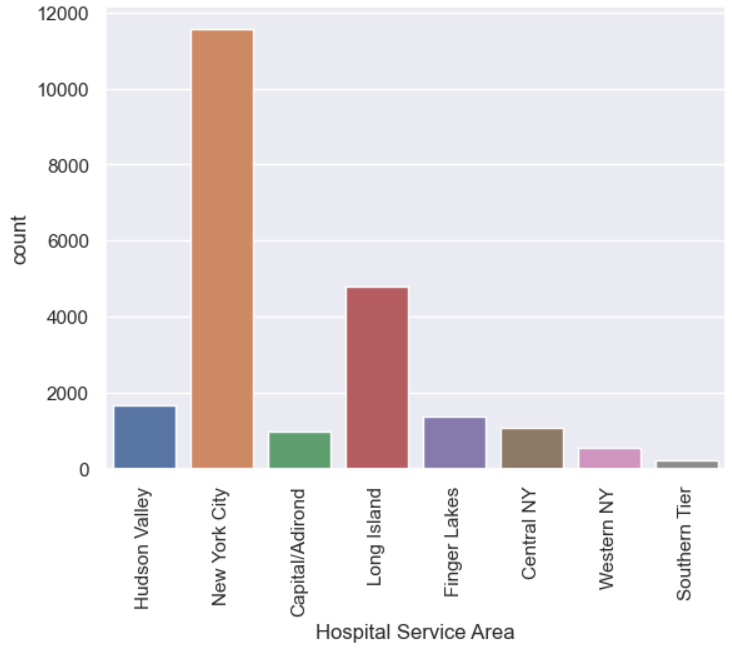 12000
10000
8000
6000
4000
2000
0
count
Hudson Valley
New York City
Capital/Adirond
Long Island
Finger Lakes
Central NY
Western NY
Southern Tier
Hospital Service Area